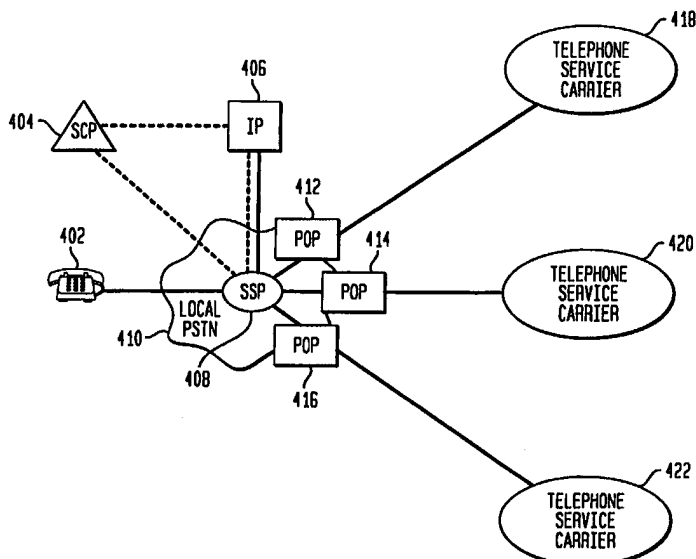 418
TELEPHONE
SERVICE
CARRIER
406
404
SCP
IP
412
POP
402
414
420
SSP
POP
TELEPHONE
SERVICE
CARRIER
LOCAL
PSTN
410
POP
408
416
422
TELEPHONE
SERVICE
CARRIER